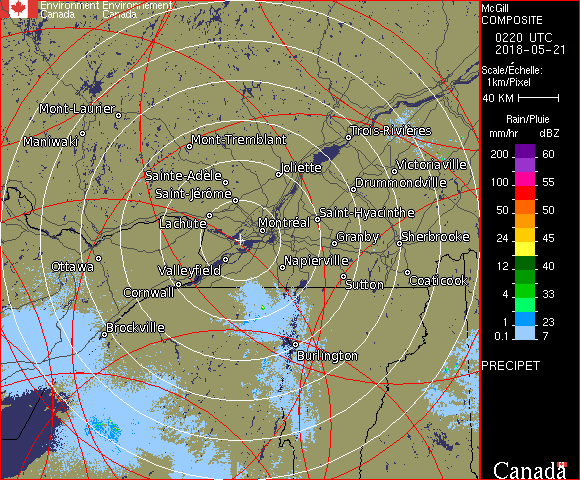 Environment Environnement
Canada Canada
McGill
COMPOSITE
0220 UTC
2018-05-21
Scale/Échelle:
1km/Pixel
40 KM
Rain/Pluie
mm/hr dBZ
200 60
150 57
100 55
50 50
24 45
12 40
4 33
1 23
0.1 7
PRECIPET
Canada
Mont-Laurier
Maniwaki
Mont-Tremblant
Trois-Rivières
Sainte-Adèle
Joliette
Victoriaville
Saint-Jérôme
Drummondville
Lachute
Montréal
Saint-Hyacinthe
Granby
Sherbrooke
Ottawa
Valleyfield
Napierville
Cornwall
Sutton
Coaticook
Brockville
Burlington